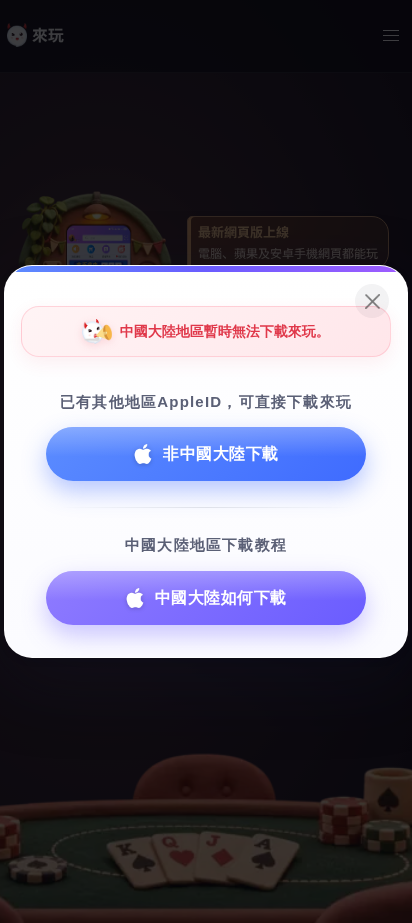 來玩
最新網頁版上線
電腦、蘋果及安卓手機網頁都能玩
中國大陸地區暫時無法下載來玩。
已有其他地區AppleID，可直接下載來玩
非中國大陸下載
中國大陸地區下載教程
中國大陸如何下載
K
Q
J
A